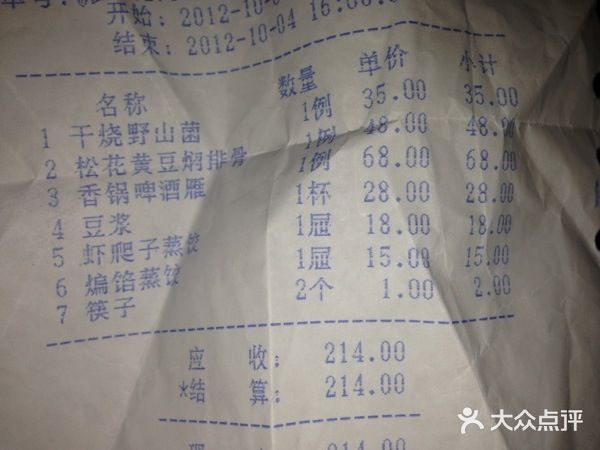 开始: 2012-10-0
结束: 2012-10-04 16:0
名称 数量 单价 小计
1 干烧野山菌 1例 35.00 35.00
2 松花黄豆焖排骨 1例 48.00 48.00
3 香锅啤酒雁 1例 68.00 68.00
4 豆浆 1杯 28.00 28.00
5 虾爬子蒸饺 1屉 18.00 18.00
6 煸馅蒸饺 1屉 15.00 15.00
7 筷子 2个 1.00 2.00
应 收: 214.00
*结 算: 214.00
214.00
大众点评